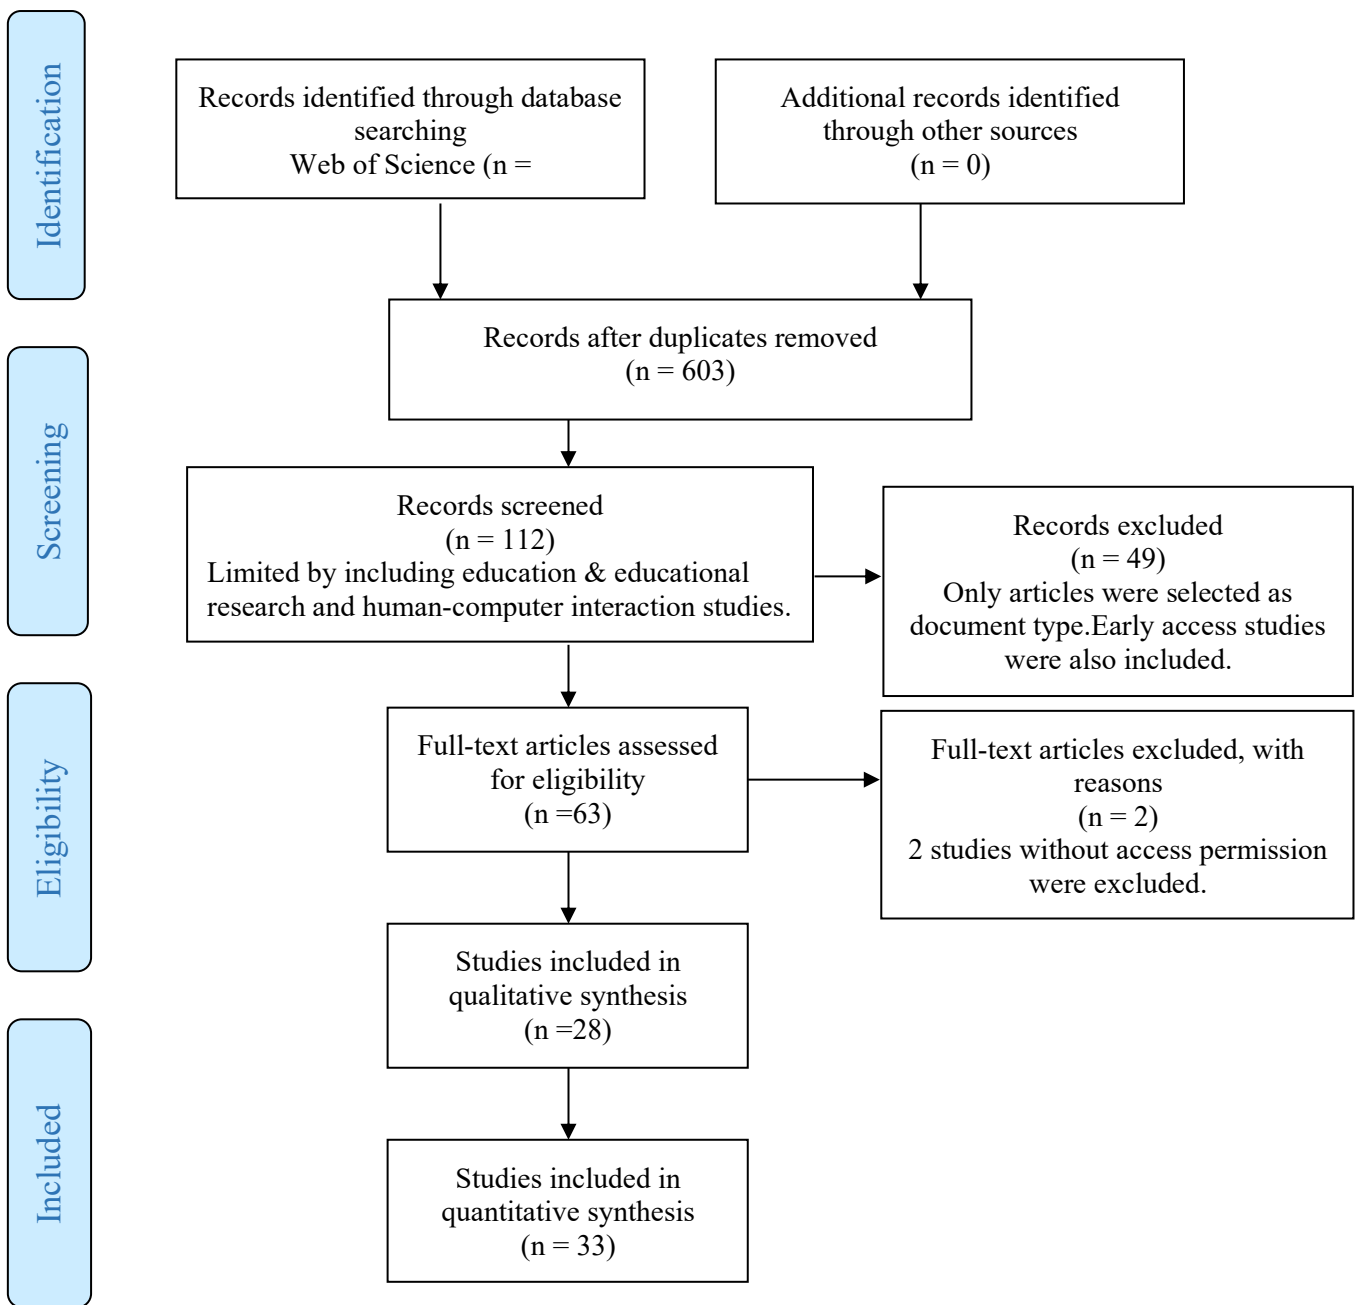 Identification
Records identified through database
searching
Web of Science (n =
Additional records identified
through other sources
(n = 0)
Records after duplicates removed
(n = 603)
Screening
Records screened
(n = 112)
Limited by including education & educational
research and human-computer interaction studies.
Records excluded
(n = 49)
Only articles were selected as
document type.Early access studies
were also included.
Eligibility
Full-text articles assessed
for eligibility
(n =63)
Full-text articles excluded, with
reasons
(n = 2)
2 studies without access permission
were excluded.
Studies included in
qualitative synthesis
(n =28)
Included
Studies included in
quantitative synthesis
(n = 33)